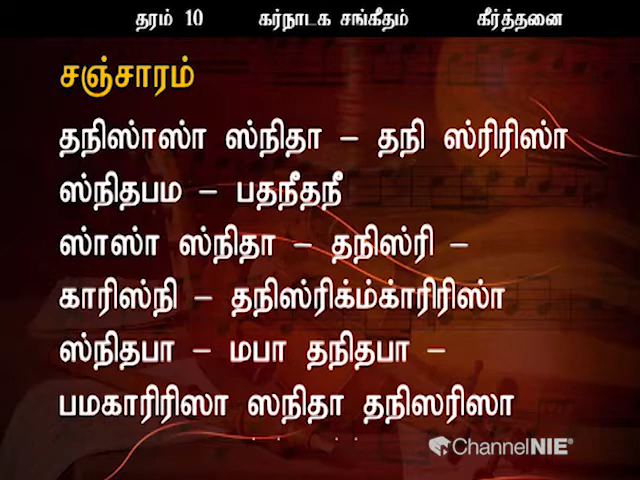 தரம் 10 கர்நாடக சங்கீதம் கீர்த்தனை
சஞ்சாரம்
தநிஸ்ாஸ்ா ஸ்நிதா – தநி ஸ்ரிரிஸ்ா
ஸ்நிதபம – பதநீதநீ
ஸ்ாஸ்ா ஸ்நிதா – தநிஸ்ரி –
காரிஸ்நி – தநிஸ்ரிக்ம்க்ாரிரிஸ்ா
ஸ்நிதபா – மபா தநிதபா –
பமகாரிரிஸா ஸநிதா தநிஸரிஸா
ChannelNIE®